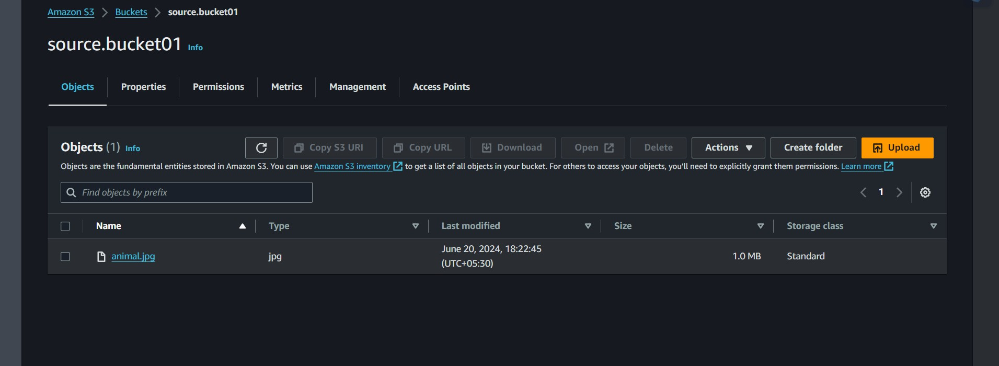 Amazon S3 > Buckets > source.bucket01
source.bucket01 Info
Objects Properties Permissions Metrics Management Access Points
Objects (1) Info Copy S3 URI Copy URL Download Open Delete Actions Create folder Upload
Objects are the fundamental entities stored in Amazon S3. You can use Amazon S3 inventory to get a list of all objects in your bucket. For others to access your objects, you'll need to explicitly grant them permissions. Learn more
Find objects by prefix 1
Name Type Last modified Size Storage class
animal.jpg jpg June 20, 2024, 18:22:45 1.0 MB Standard
(UTC+05:30)